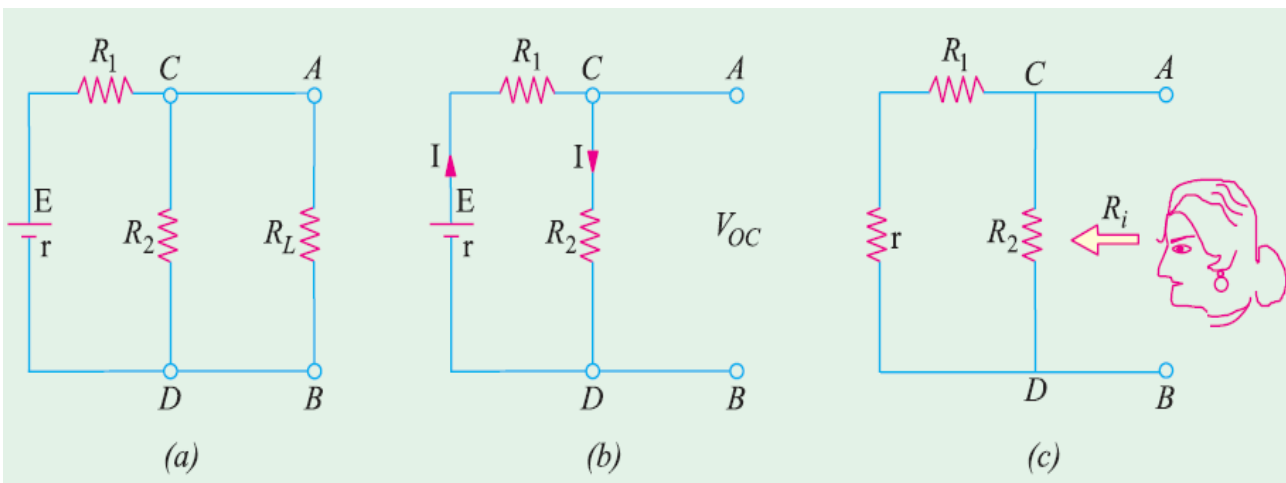 R1 C A
E
r
R2 RL
D B
(a)
R1 C A
I I
E
r
R2 VOC
D B
(b)
R1 C A
r R2 Ri
D B
(c)